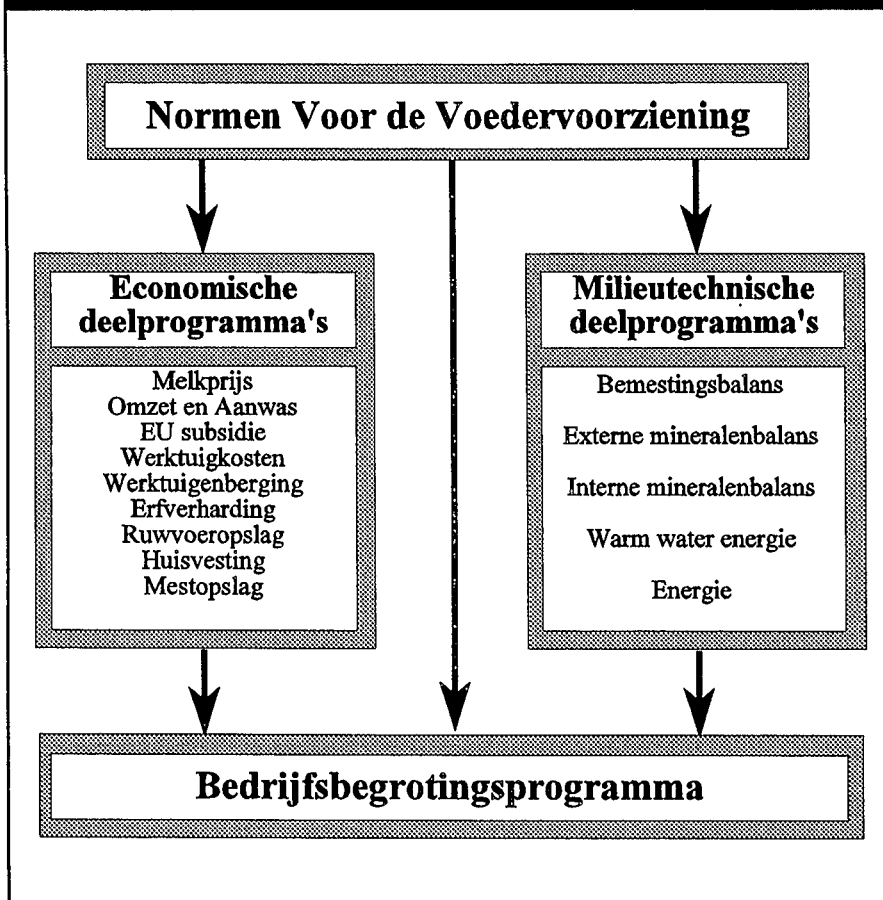 Normen Voor de Voedervoorziening
Economische
deelprogramma's
Melkprijs
Omzet en Aanwas
EU subsidie
Werktuigkosten
Werktuigenberging
Erfverharding
Ruwvoeropslag
Huisvesting
Mestopslag
Milieutechnische
deelprogramma's
Bemestingsbalans
Externe mineralenbalans
Interne mineralenbalans
Warm water energie
Energie
Bedrijfsbegrotingsprogramma